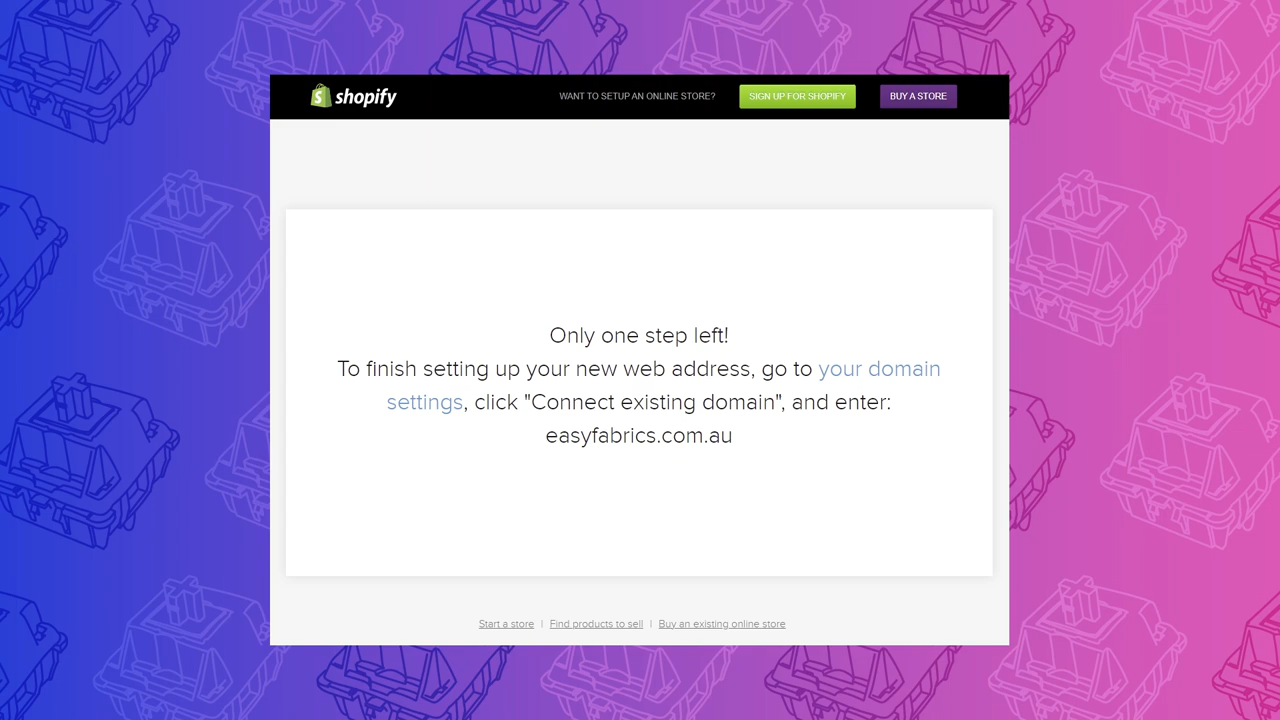 shopify
WANT TO SETUP AN ONLINE STORE?
SIGN UP FOR SHOPIFY
BUY A STORE
Only one step left!
To finish setting up your new web address, go to your domain
settings, click "Connect existing domain", and enter:
easyfabrics.com.au
Start a store | Find products to sell | Buy an existing online store